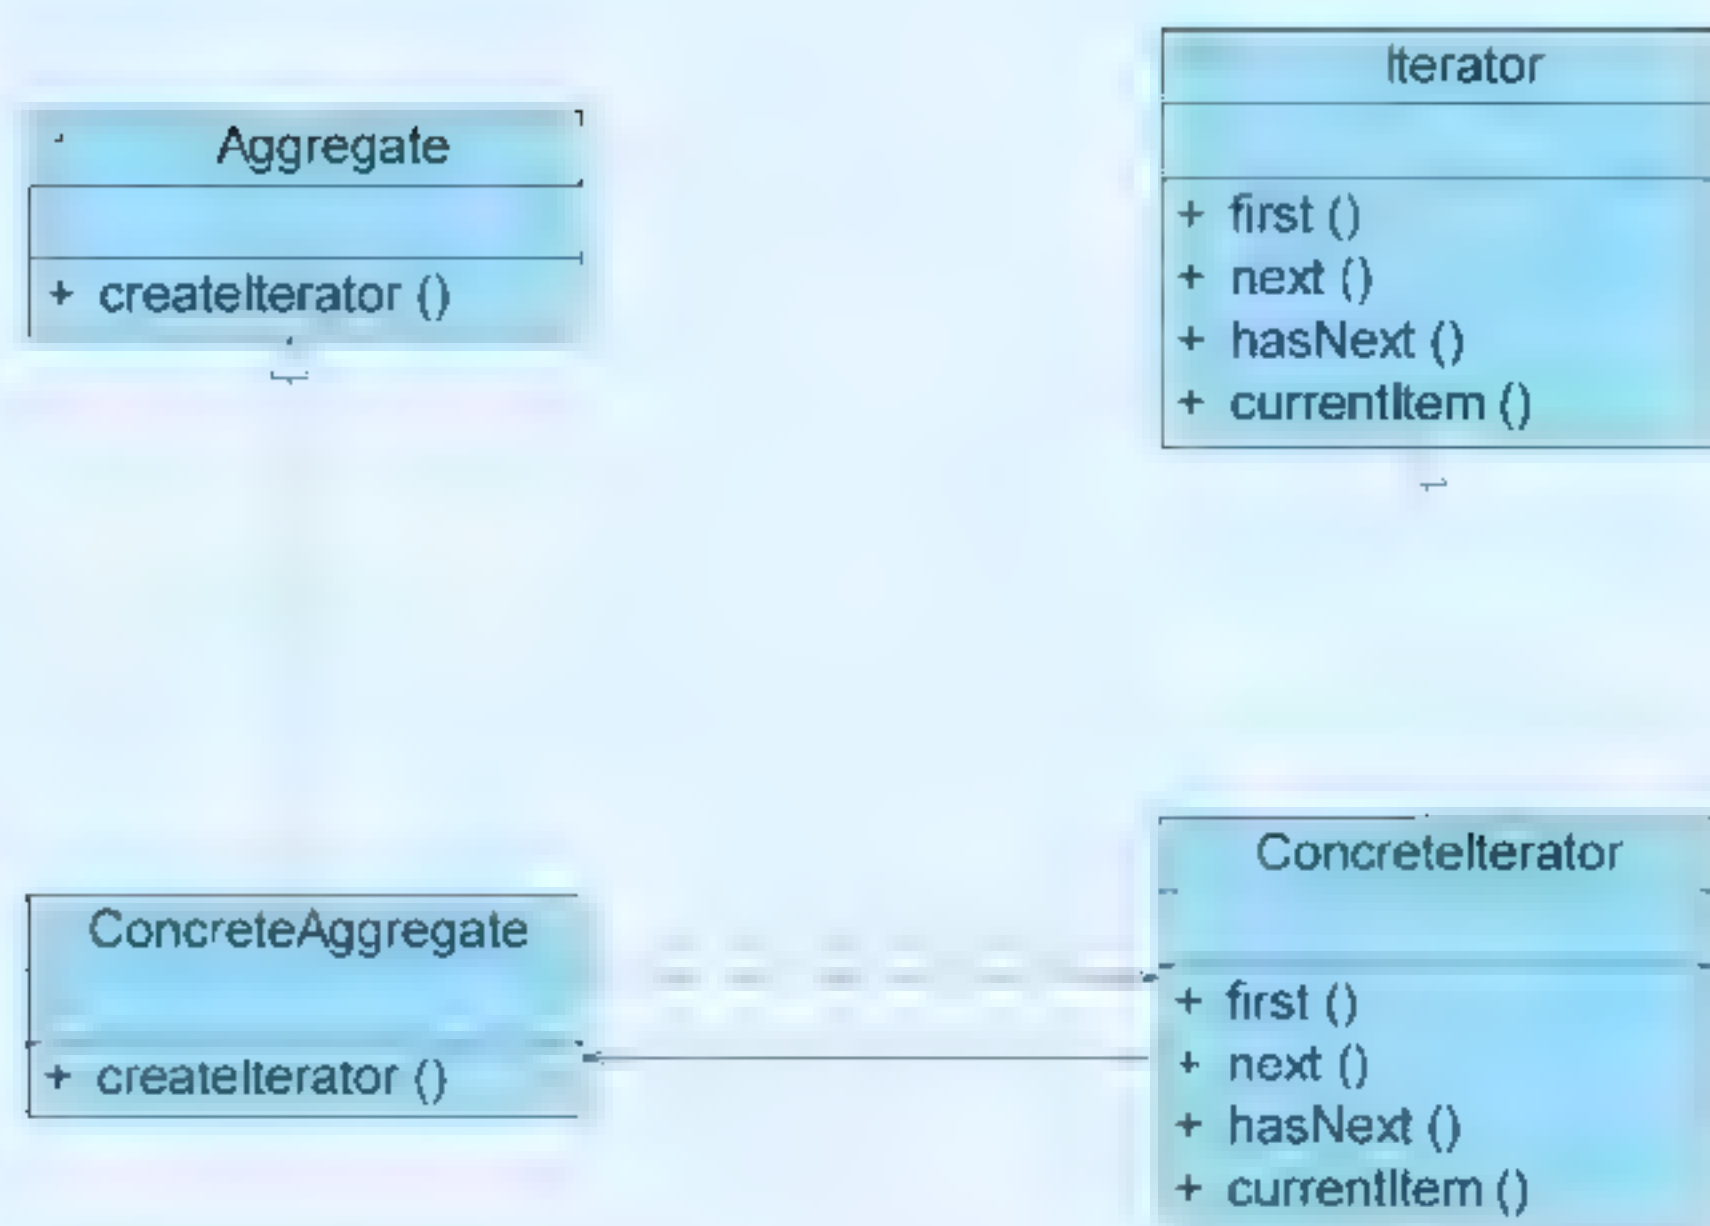 Aggregate
+ createIterator ()
Iterator
+ first ()
+ next ()
+ hasNext ()
+ currentItem ()
ConcreteAggregate
+ createIterator ()
ConcreteIterator
+ first ()
+ next ()
+ hasNext ()
+ currentItem ()